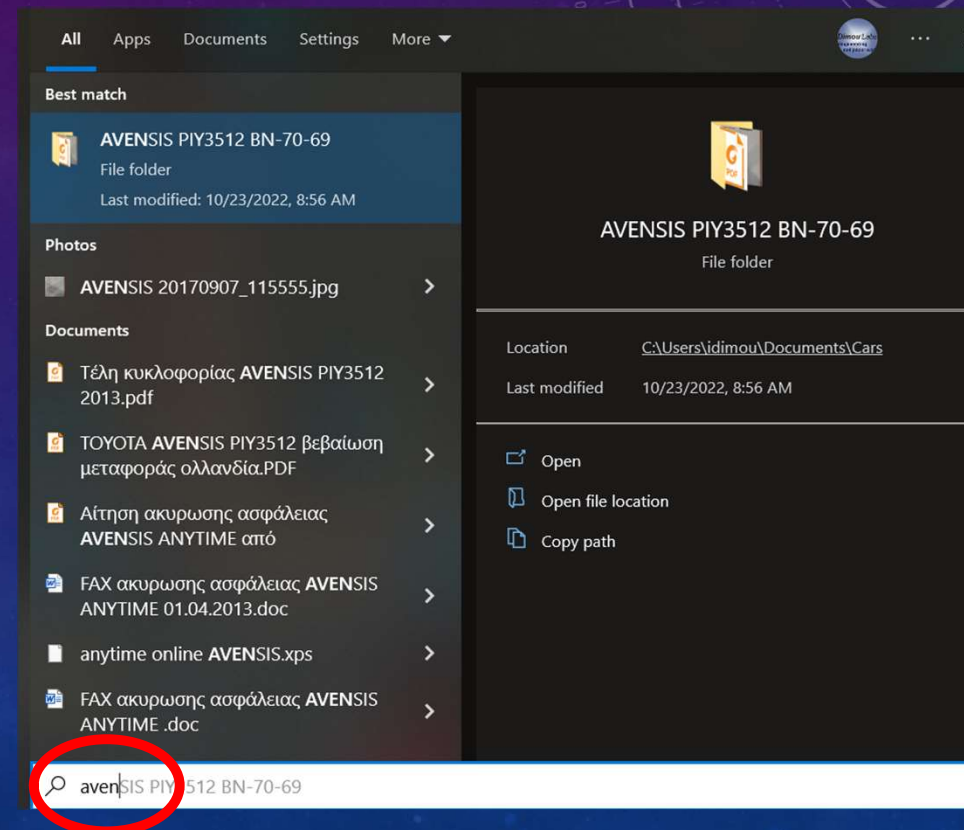 All Apps Documents Settings More
Best match
AVENSIS PIY3512 BN-70-69
File folder
Last modified: 10/23/2022, 8:56 AM
Photos
AVENSIS 20170907_115555.jpg
Documents
Τέλη κυκλοφορίας AVENSIS PIY3512
2013.pdf
TOYOTA AVENSIS PIY3512 βεβαίωση
μεταφοράς ολλανδία.PDF
Αίτηση ακυρωσης ασφάλειας
AVENSIS ANYTIME από
FAX ακυρωσης ασφάλειας AVENSIS
ANYTIME 01.04.2013.doc
anytime online AVENSIS.xps
FAX ακυρωσης ασφάλειας AVENSIS
ANYTIME .doc
avenSIS PIY3512 BN-70-69
Dimour Labs
AVENSIS PIY3512 BN-70-69
File folder
Location C:\Users\idimou\Documents\Cars
Last modified 10/23/2022, 8:56 AM
Open
Open file location
Copy path